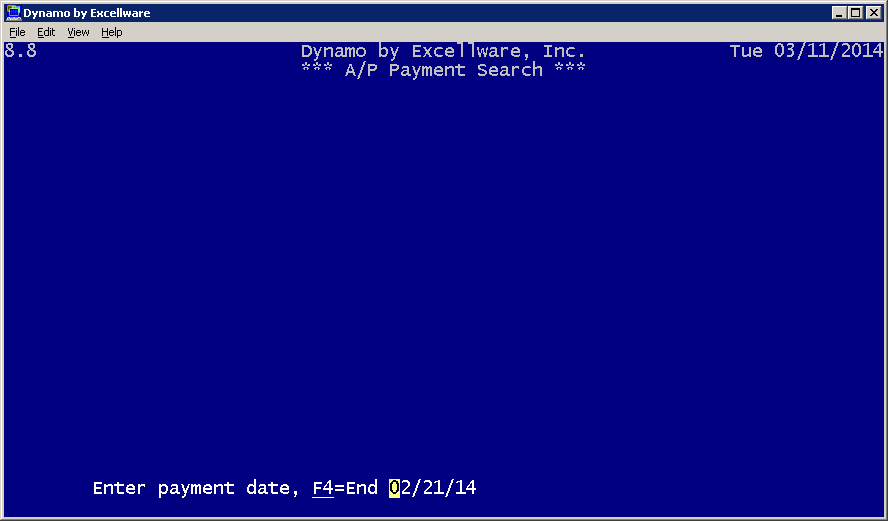 Dynamo by Excellware
File Edit View Help
8.8 Dynamo by Excellware, Inc. Tue 03/11/2014
*** A/P Payment Search ***
Enter payment date, F4=End 02/21/14